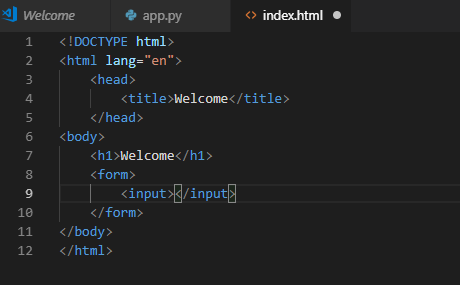 Welcome app.py index.html
1 <!DOCTYPE html>
2 <html lang="en">
3     <head>
4         <title>Welcome</title>
5     </head>
6 <body>
7     <h1>Welcome</h1>
8     <form>
9         <input></input>
10     </form>
11 </body>
12 </html>